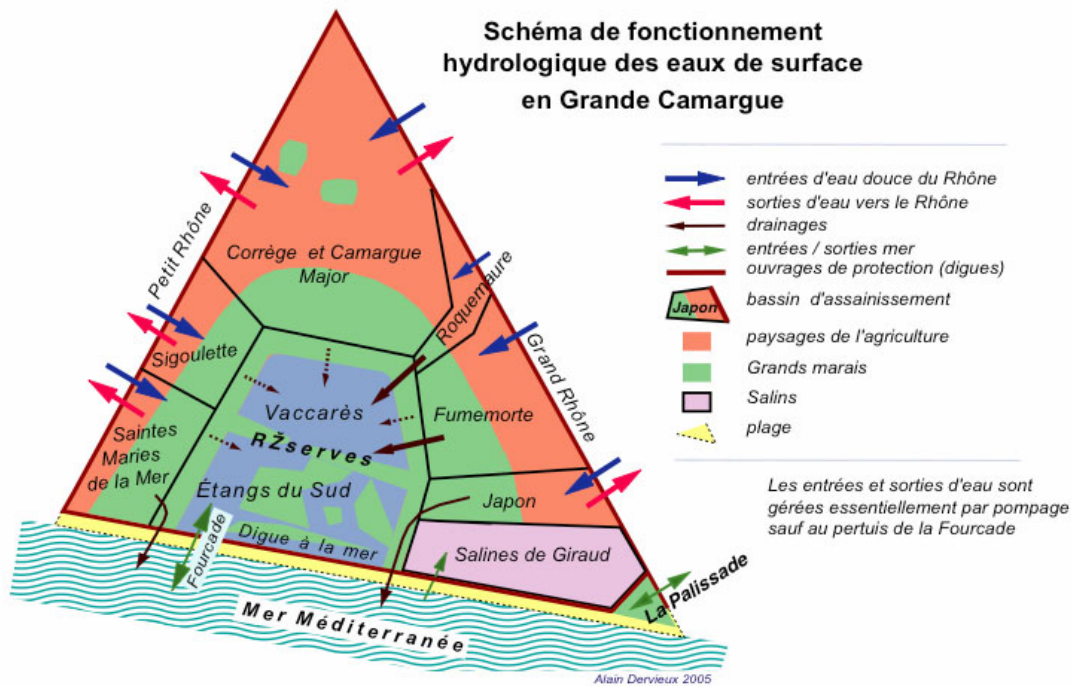 Schéma de fonctionnement
hydrologique des eaux de surface
en Grande Camargue
entrées d'eau douce du Rhône
sorties d'eau vers le Rhône
drainages
entrées / sorties mer
ouvrages de protection (digues)
Japon
bassin d'assainissement
paysages de l'agriculture
Grands marais
Salins
plage
Les entrées et sorties d'eau sont
gérées essentiellement par pompage
sauf au pertuis de la Fourcade
Petit Rhône
Corrège et Camargue
Major
Roquemaure
Grand Rhône
Sigoulette
Vaccarès
Fumemorte
RŽserves
Saintes
Maries
de la Mer
Étangs du Sud
Japon
Fourcade
Digue à la mer
Salines de Giraud
La Palissade
Mer Méditerranée
Alain Dervieux 2005